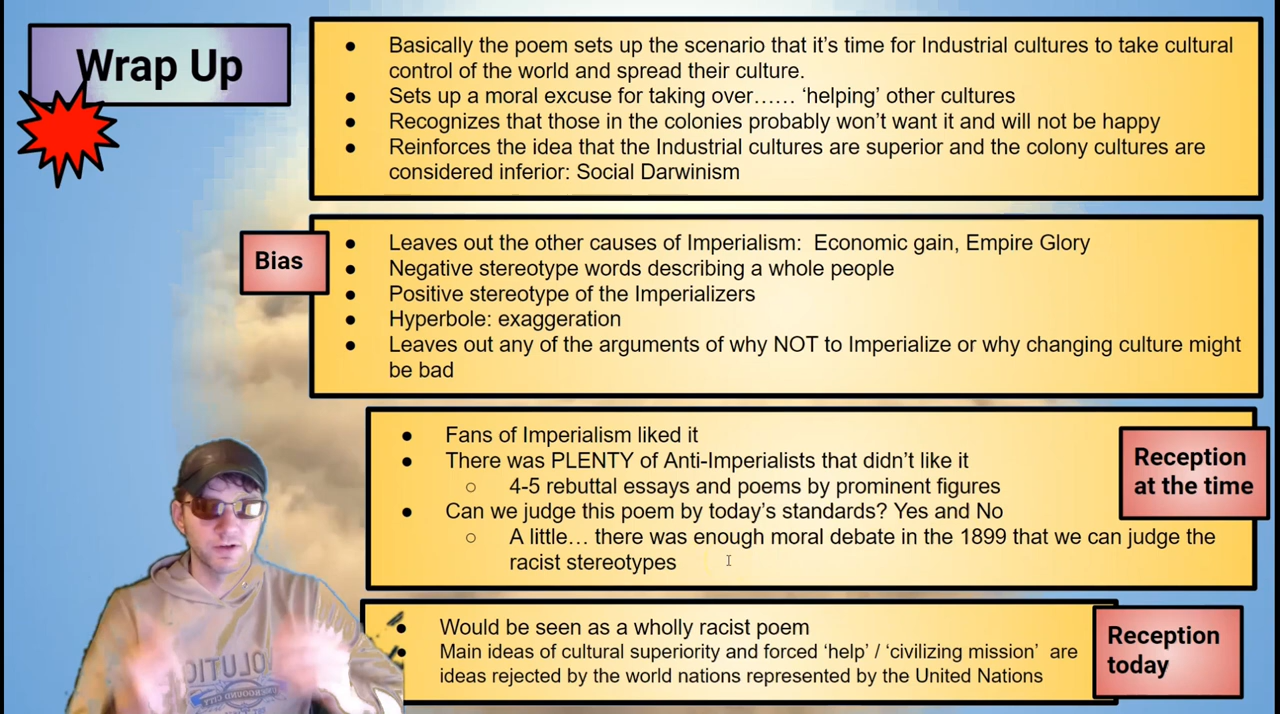 Wrap Up
● Basically the poem sets up the scenario that it's time for Industrial cultures to take cultural
control of the world and spread their culture.
● Sets up a moral excuse for taking over…… 'helping' other cultures
● Recognizes that those in the colonies probably won't want it and will not be happy
● Reinforces the idea that the Industrial cultures are superior and the colony cultures are
considered inferior: Social Darwinism
Bias
● Leaves out the other causes of Imperialism:  Economic gain, Empire Glory
● Negative stereotype words describing a whole people
● Positive stereotype of the Imperializers
● Hyperbole: exaggeration
● Leaves out any of the arguments of why NOT to Imperialize or why changing culture might
be bad
Reception
at the time
● Fans of Imperialism liked it
● There was PLENTY of Anti-Imperialists that didn't like it
○ 4-5 rebuttal essays and poems by prominent figures
● Can we judge this poem by today's standards? Yes and No
○ A little… there was enough moral debate in the 1899 that we can judge the
racist stereotypes
Reception
today
● Would be seen as a wholly racist poem
● Main ideas of cultural superiority and forced 'help' / 'civilizing mission'  are
ideas rejected by the world nations represented by the United Nations